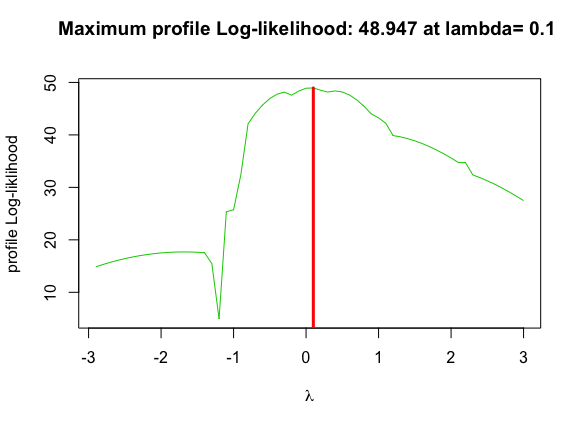 Maximum profile Log-likelihood: 48.947 at lambda= 0.1
profile Log-liklihood
50
40
30
20
10
-3 -2 -1 0 1 2 3
λ